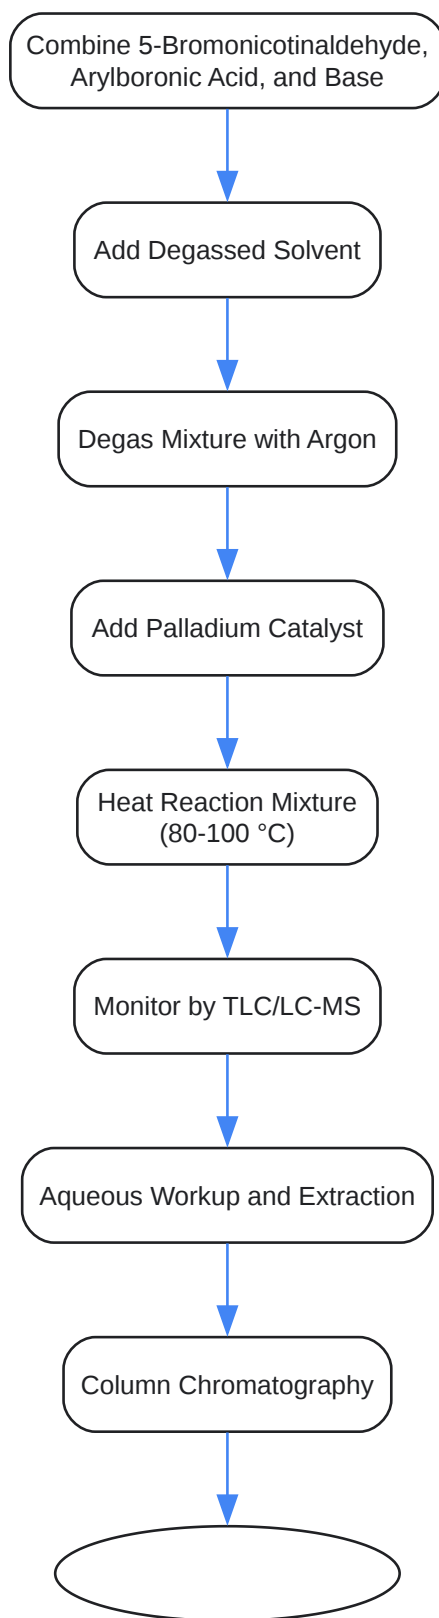 Combine 5-Bromonicotinaldehyde,
Arylboronic Acid, and Base
Add Degassed Solvent
Degas Mixture with Argon
Add Palladium Catalyst
Heat Reaction Mixture
(80-100 °C)
Monitor by TLC/LC-MS
Aqueous Workup and Extraction
Column Chromatography